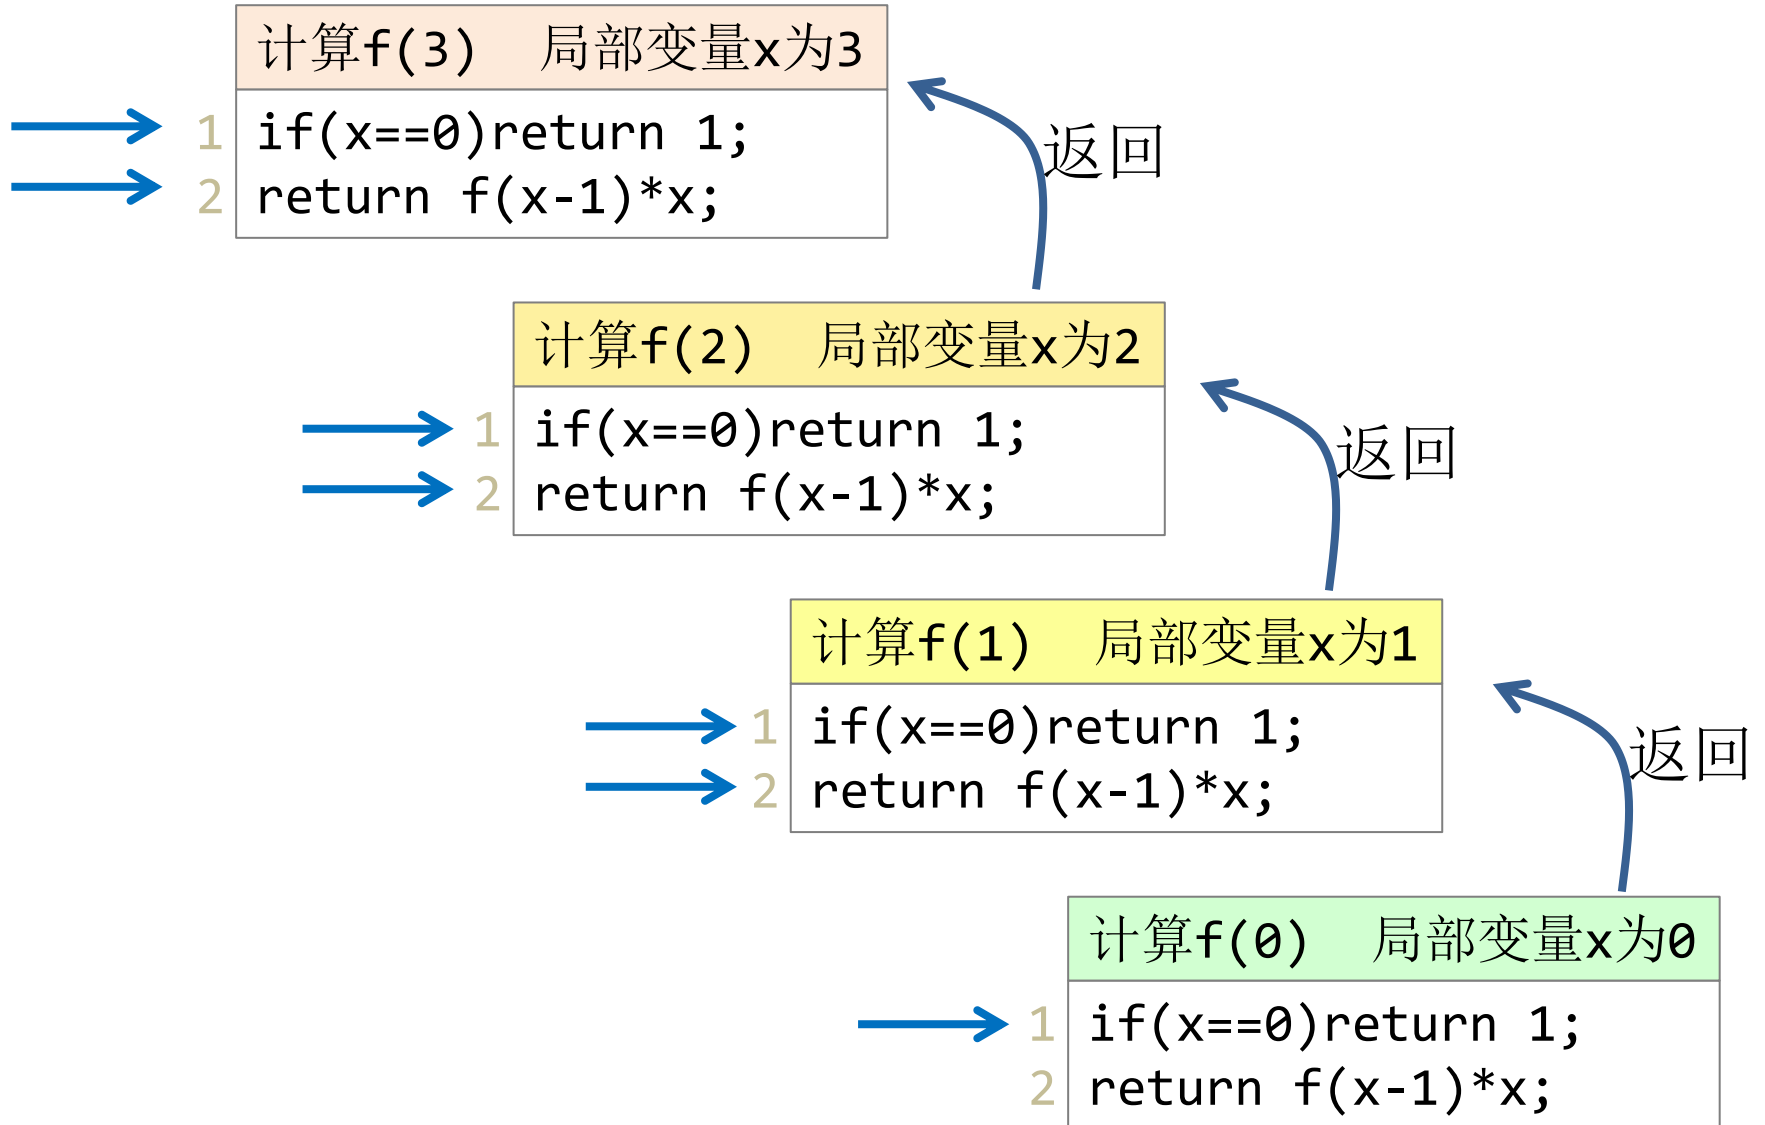 计算f(3) 局部变量x为3
1 if(x==0)return 1;
2 return f(x-1)*x;
返回
计算f(2) 局部变量x为2
1 if(x==0)return 1;
2 return f(x-1)*x;
返回
计算f(1) 局部变量x为1
1 if(x==0)return 1;
2 return f(x-1)*x;
返回
计算f(0) 局部变量x为0
1 if(x==0)return 1;
2 return f(x-1)*x;